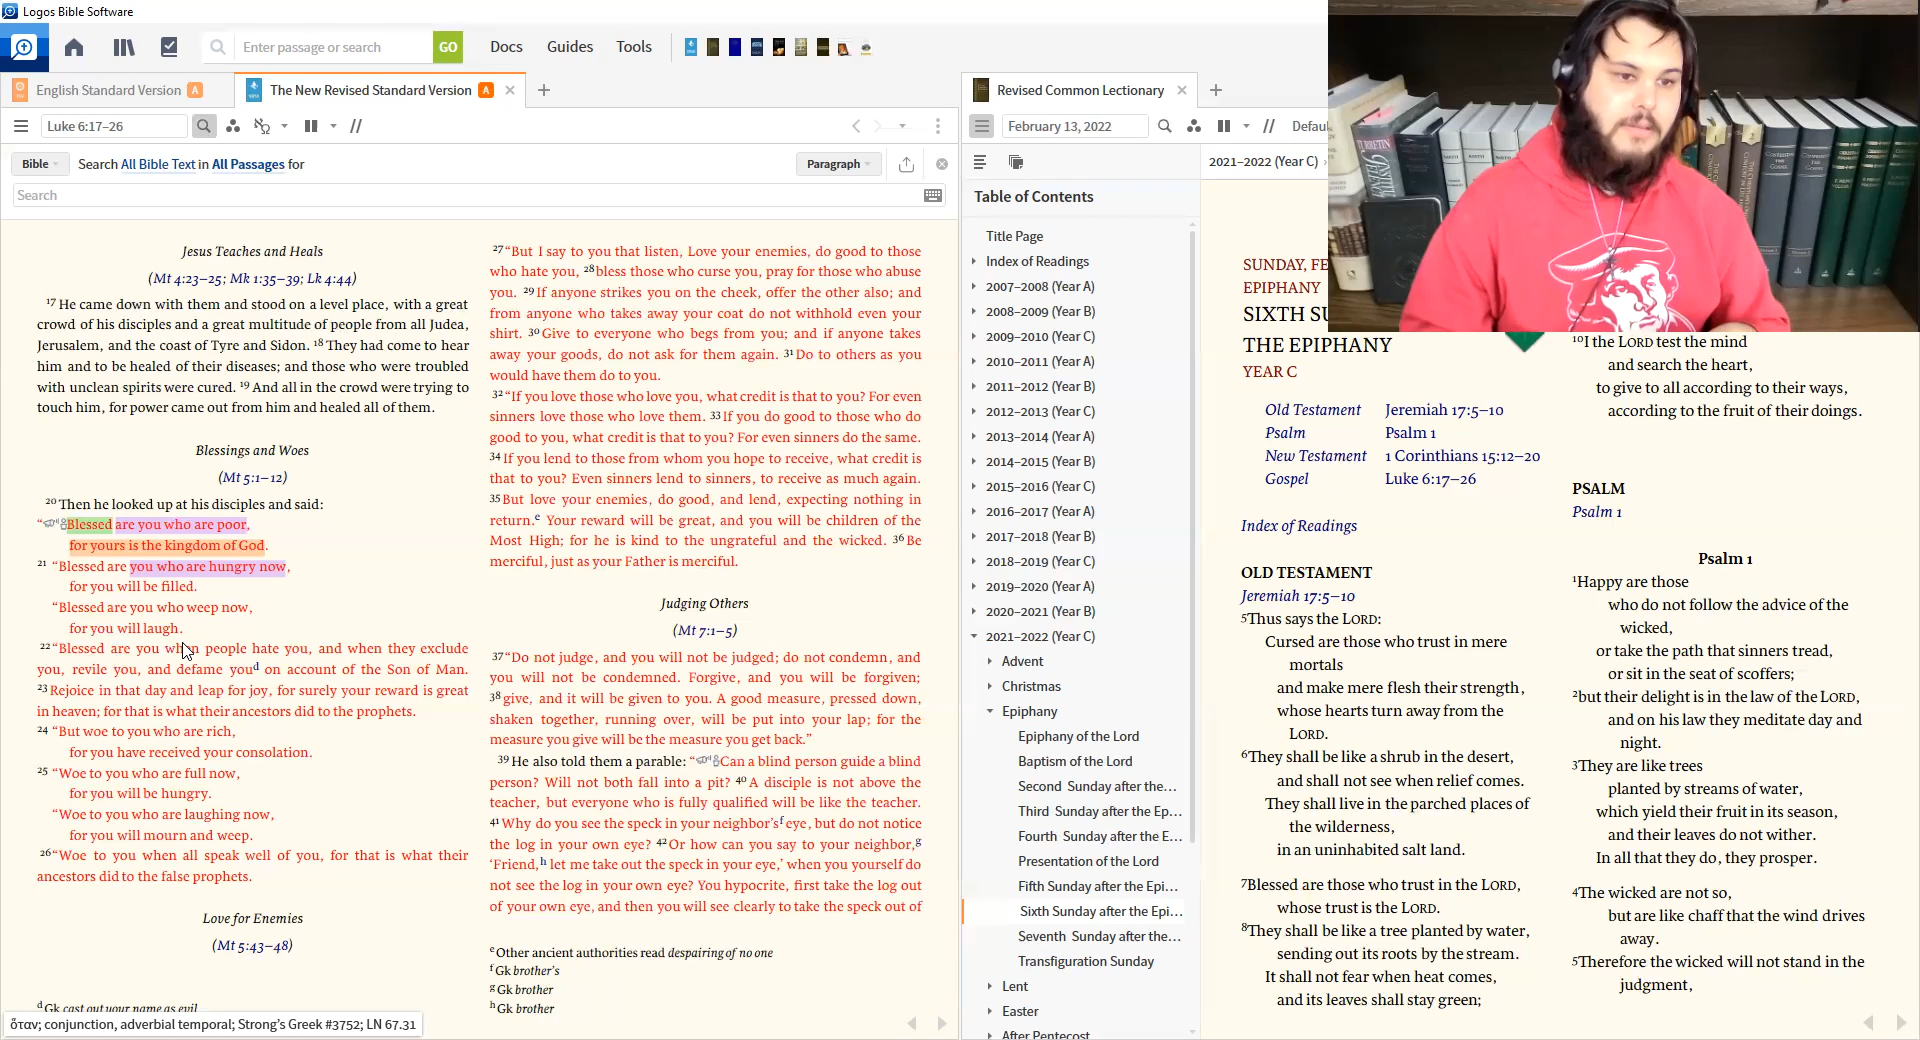 Logos Bible Software
Enter passage or search
GO
Docs
Guides
Tools
English Standard Version A
The New Revised Standard Version A
Luke 6:17–26
Bible
Search All Bible Text in All Passages for
Paragraph
Search
Jesus Teaches and Heals
(Mt 4:23–25; Mk 1:35–39; Lk 4:44)
17 He came down with them and stood on a level place, with a great
crowd of his disciples and a great multitude of people from all Judea,
Jerusalem, and the coast of Tyre and Sidon. 18 They had come to hear
him and to be healed of their diseases; and those who were troubled
with unclean spirits were cured. 19 And all in the crowd were trying to
touch him, for power came out from him and healed all of them.
Blessings and Woes
(Mt 5:1–12)
20 Then he looked up at his disciples and said:
“Blessed are you who are poor,
for yours is the kingdom of God.
21 “Blessed are you who are hungry now,
for you will be filled.
“Blessed are you who weep now,
for you will laugh.
22 “Blessed are you when people hate you, and when they exclude
you, revile you, and defame you d on account of the Son of Man.
23 Rejoice in that day and leap for joy, for surely your reward is great
in heaven; for that is what their ancestors did to the prophets.
24 “But woe to you who are rich,
for you have received your consolation.
25 “Woe to you who are full now,
for you will be hungry.
“Woe to you who are laughing now,
for you will mourn and weep.
26 “Woe to you when all speak well of you, for that is what their
ancestors did to the false prophets.
Love for Enemies
(Mt 5:43–48)
d Gk cast out your name as evil
ὅταν; conjunction, adverbial temporal; Strong’s Greek #3752; LN 67.31
27 “But I say to you that listen, Love your enemies, do good to those
who hate you, 28 bless those who curse you, pray for those who abuse
you. 29 If anyone strikes you on the cheek, offer the other also; and
from anyone who takes away your coat do not withhold even your
shirt. 30 Give to everyone who begs from you; and if anyone takes
away your goods, do not ask for them again. 31 Do to others as you
would have them do to you.
32 “If you love those who love you, what credit is that to you? For even
sinners love those who love them. 33 If you do good to those who do
good to you, what credit is that to you? For even sinners do the same.
34 If you lend to those from whom you hope to receive, what credit is
that to you? Even sinners lend to sinners, to receive as much again.
35 But love your enemies, do good, and lend, expecting nothing in
return. e Your reward will be great, and you will be children of the
Most High; for he is kind to the ungrateful and the wicked. 36 Be
merciful, just as your Father is merciful.
Judging Others
(Mt 7:1–5)
37 “Do not judge, and you will not be judged; do not condemn, and
you will not be condemned. Forgive, and you will be forgiven;
38 give, and it will be given to you. A good measure, pressed down,
shaken together, running over, will be put into your lap; for the
measure you give will be the measure you get back.”
39 He also told them a parable: “Can a blind person guide a blind
person? Will not both fall into a pit? 40 A disciple is not above the
teacher, but everyone who is fully qualified will be like the teacher.
41 Why do you see the speck in your neighbor’s f eye, but do not notice
the log in your own eye? 42 Or how can you say to your neighbor, g
‘Friend, h let me take out the speck in your eye,’ when you yourself do
not see the log in your own eye? You hypocrite, first take the log out
of your own eye, and then you will see clearly to take the speck out of
e Other ancient authorities read despairing of no one
f Gk brother’s
g Gk brother
h Gk brother
Revised Common Lectionary
February 13, 2022
Defaul
2021–2022 (Year C)
Table of Contents
Title Page
Index of Readings
2007–2008 (Year A)
2008–2009 (Year B)
2009–2010 (Year C)
2010–2011 (Year A)
2011–2012 (Year B)
2012–2013 (Year C)
2013–2014 (Year A)
2014–2015 (Year B)
2015–2016 (Year C)
2016–2017 (Year A)
2017–2018 (Year B)
2018–2019 (Year C)
2019–2020 (Year A)
2020–2021 (Year B)
2021–2022 (Year C)
Advent
Christmas
Epiphany
Epiphany of the Lord
Baptism of the Lord
Second Sunday after the...
Third Sunday after the Ep...
Fourth Sunday after the E...
Presentation of the Lord
Fifth Sunday after the Epi...
Sixth Sunday after the Epi...
Seventh Sunday after the...
Transfiguration Sunday
Lent
Easter
After Pentecost
SUNDAY, FE
EPIPHANY
SIXTH SU
THE EPIPHANY
YEAR C
Old Testament Jeremiah 17:5–10
Psalm Psalm 1
New Testament 1 Corinthians 15:12–20
Gospel Luke 6:17–26
Index of Readings
OLD TESTAMENT
Jeremiah 17:5–10
5 Thus says the LORD:
Cursed are those who trust in mere
mortals
and make mere flesh their strength,
whose hearts turn away from the
LORD.
6 They shall be like a shrub in the desert,
and shall not see when relief comes.
They shall live in the parched places of
the wilderness,
in an uninhabited salt land.
7 Blessed are those who trust in the LORD,
whose trust is the LORD.
8 They shall be like a tree planted by water,
sending out its roots by the stream.
It shall not fear when heat comes,
and its leaves shall stay green;
10 I the LORD test the mind
and search the heart,
to give to all according to their ways,
according to the fruit of their doings.
PSALM
Psalm 1
Psalm 1
1 Happy are those
who do not follow the advice of the
wicked,
or take the path that sinners tread,
or sit in the seat of scoffers;
2 but their delight is in the law of the LORD,
and on his law they meditate day and
night.
3 They are like trees
planted by streams of water,
which yield their fruit in its season,
and their leaves do not wither.
In all that they do, they prosper.
4 The wicked are not so,
but are like chaff that the wind drives
away.
5 Therefore the wicked will not stand in the
judgment,